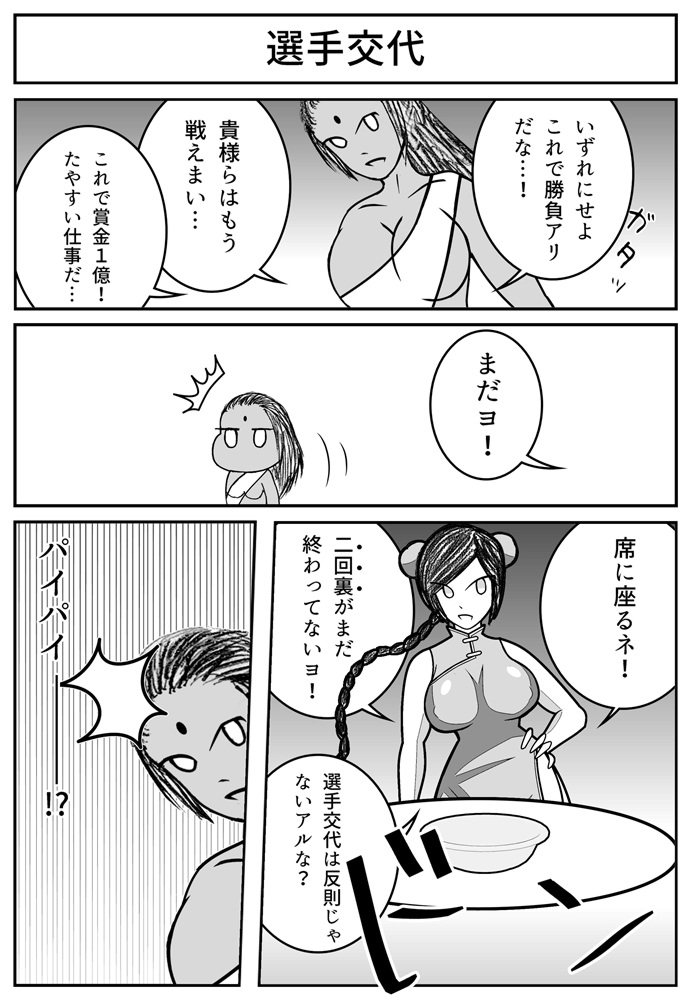 選手交代
いずれにせよ
これで勝負アリ
だな…！
ガタッ
貴様らはもう
戦えまい…
これで賞金１億！
たやすい仕事だ…
まだヨ！
席に座るネ！
二回裏がまだ
終わってないヨ！
選手交代は反則じゃ
ないアルな？
ドン
パイパイ――!?